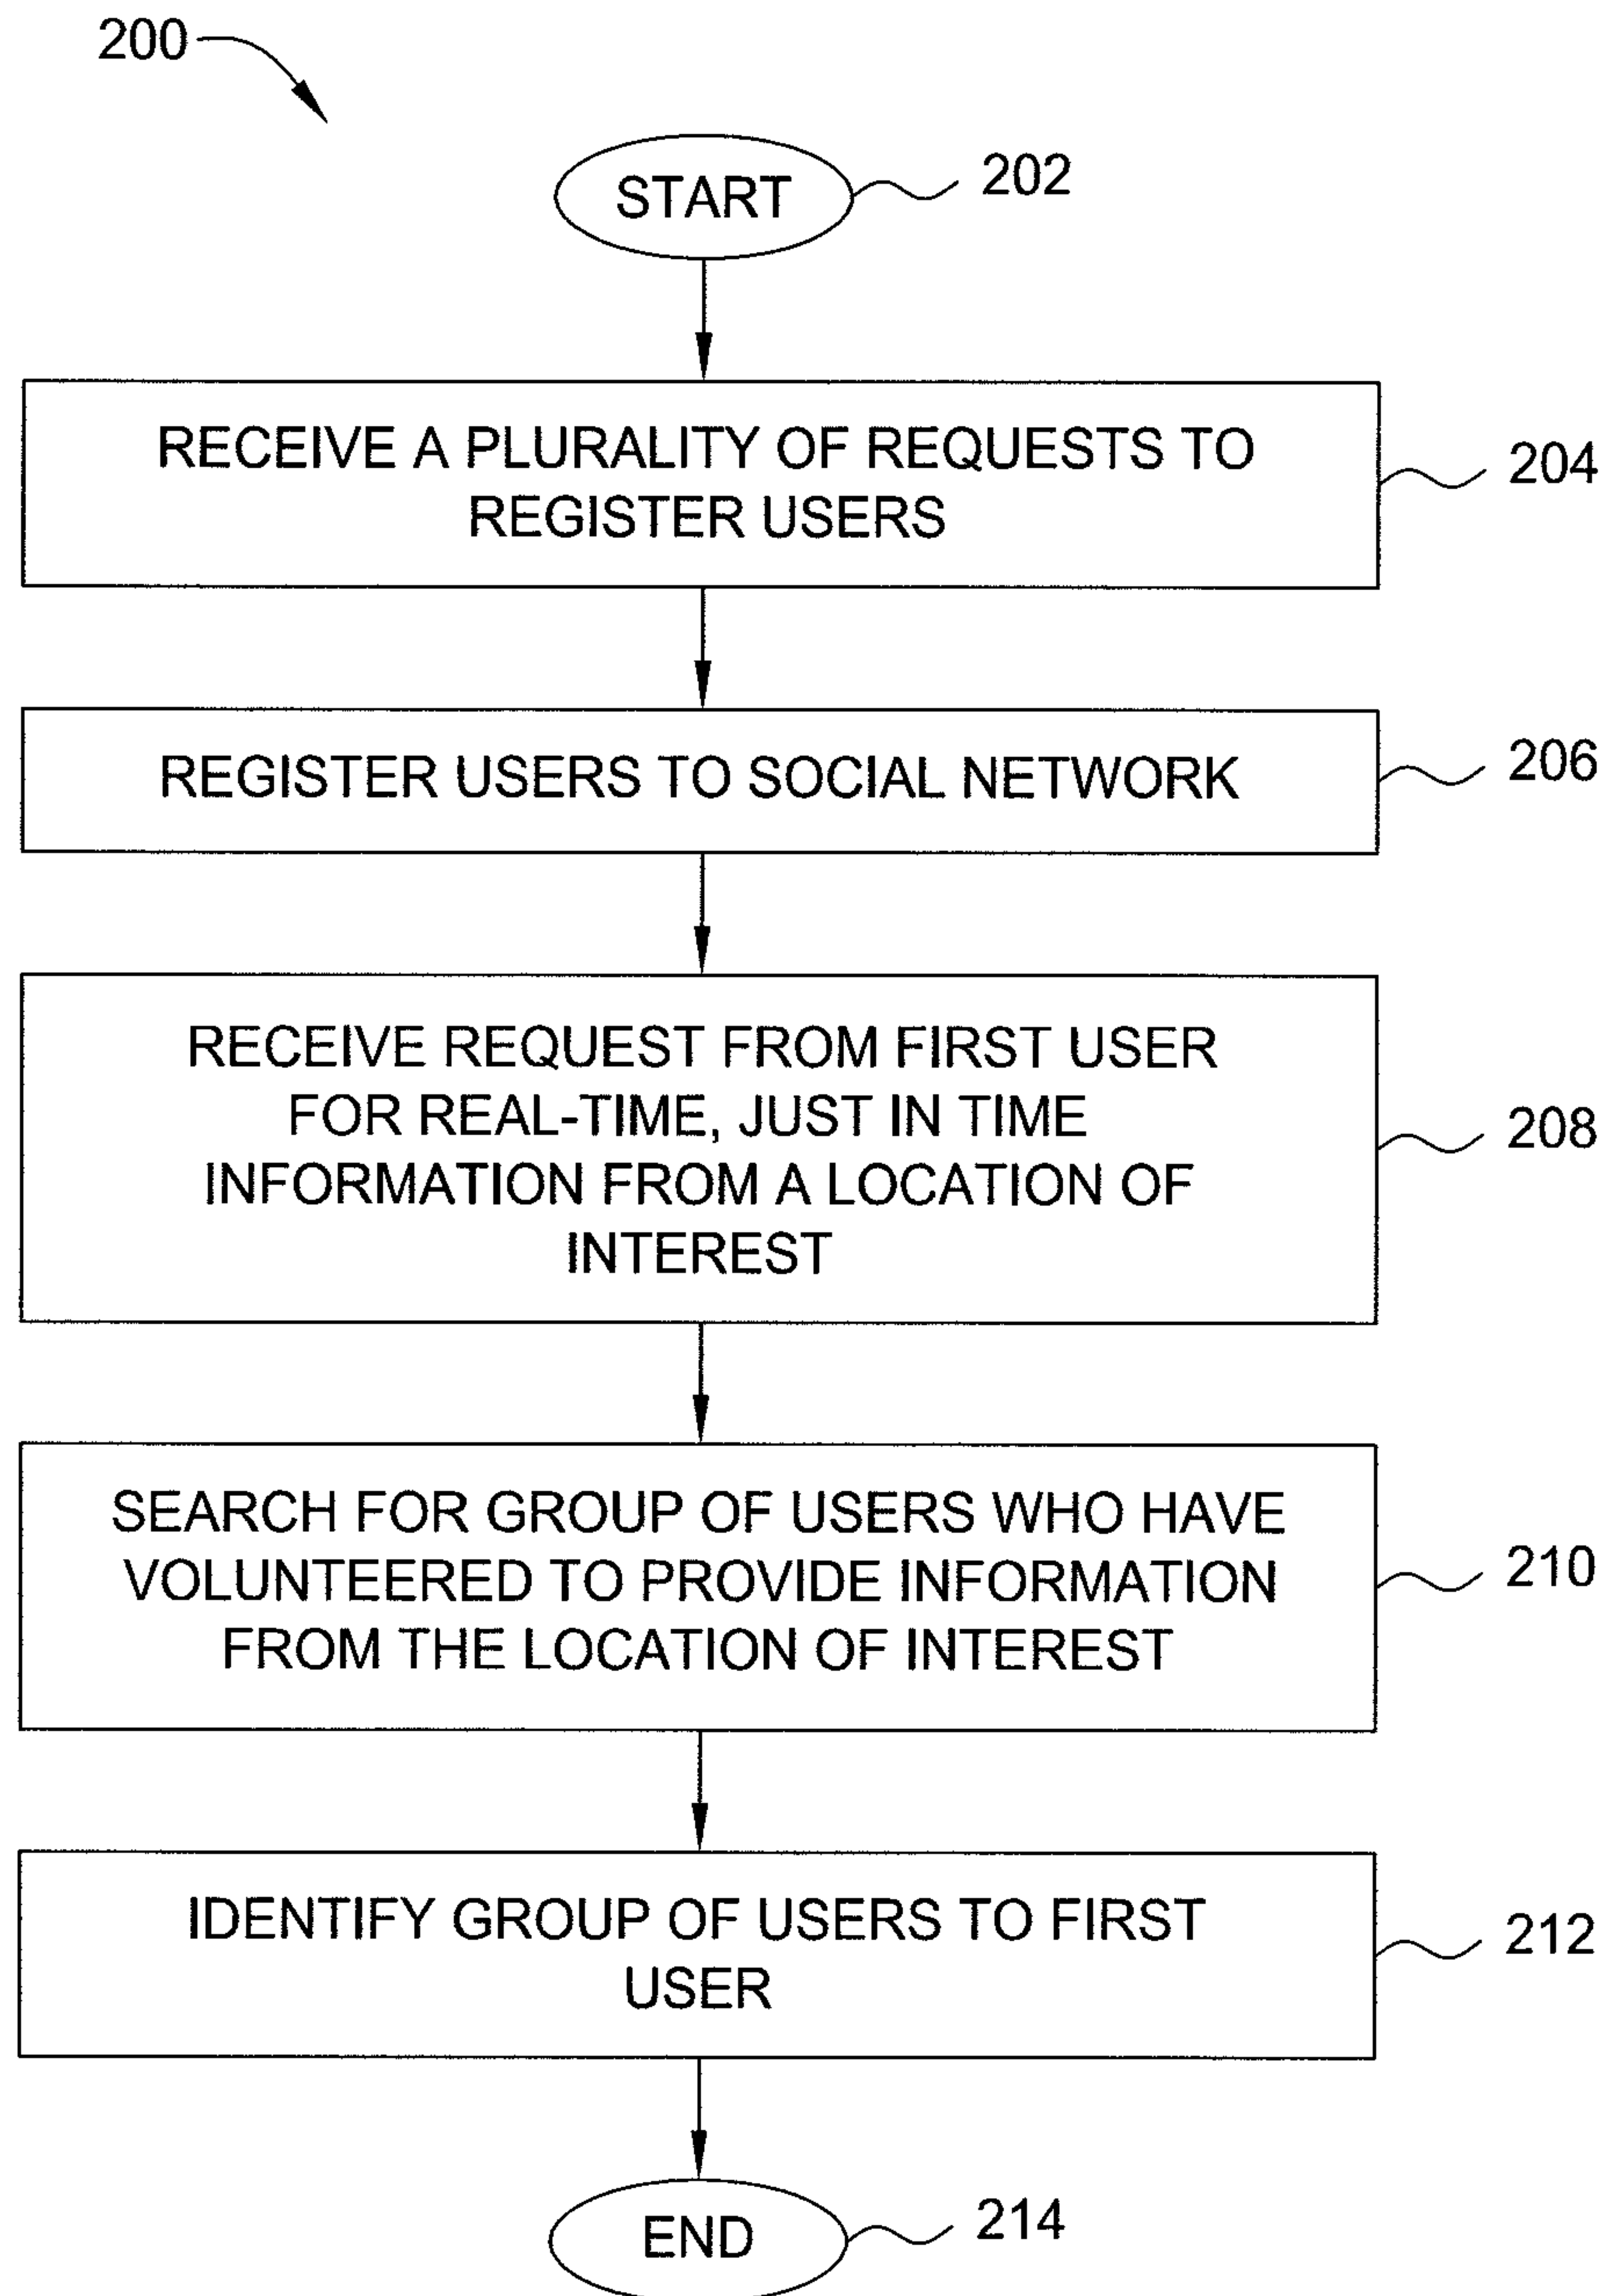 200
START
202
RECEIVE A PLURALITY OF REQUESTS TO
REGISTER USERS
204
REGISTER USERS TO SOCIAL NETWORK
206
RECEIVE REQUEST FROM FIRST USER
FOR REAL-TIME, JUST IN TIME
INFORMATION FROM A LOCATION OF
INTEREST
208
SEARCH FOR GROUP OF USERS WHO HAVE
VOLUNTEERED TO PROVIDE INFORMATION
FROM THE LOCATION OF INTEREST
210
IDENTIFY GROUP OF USERS TO FIRST
USER
212
END
214